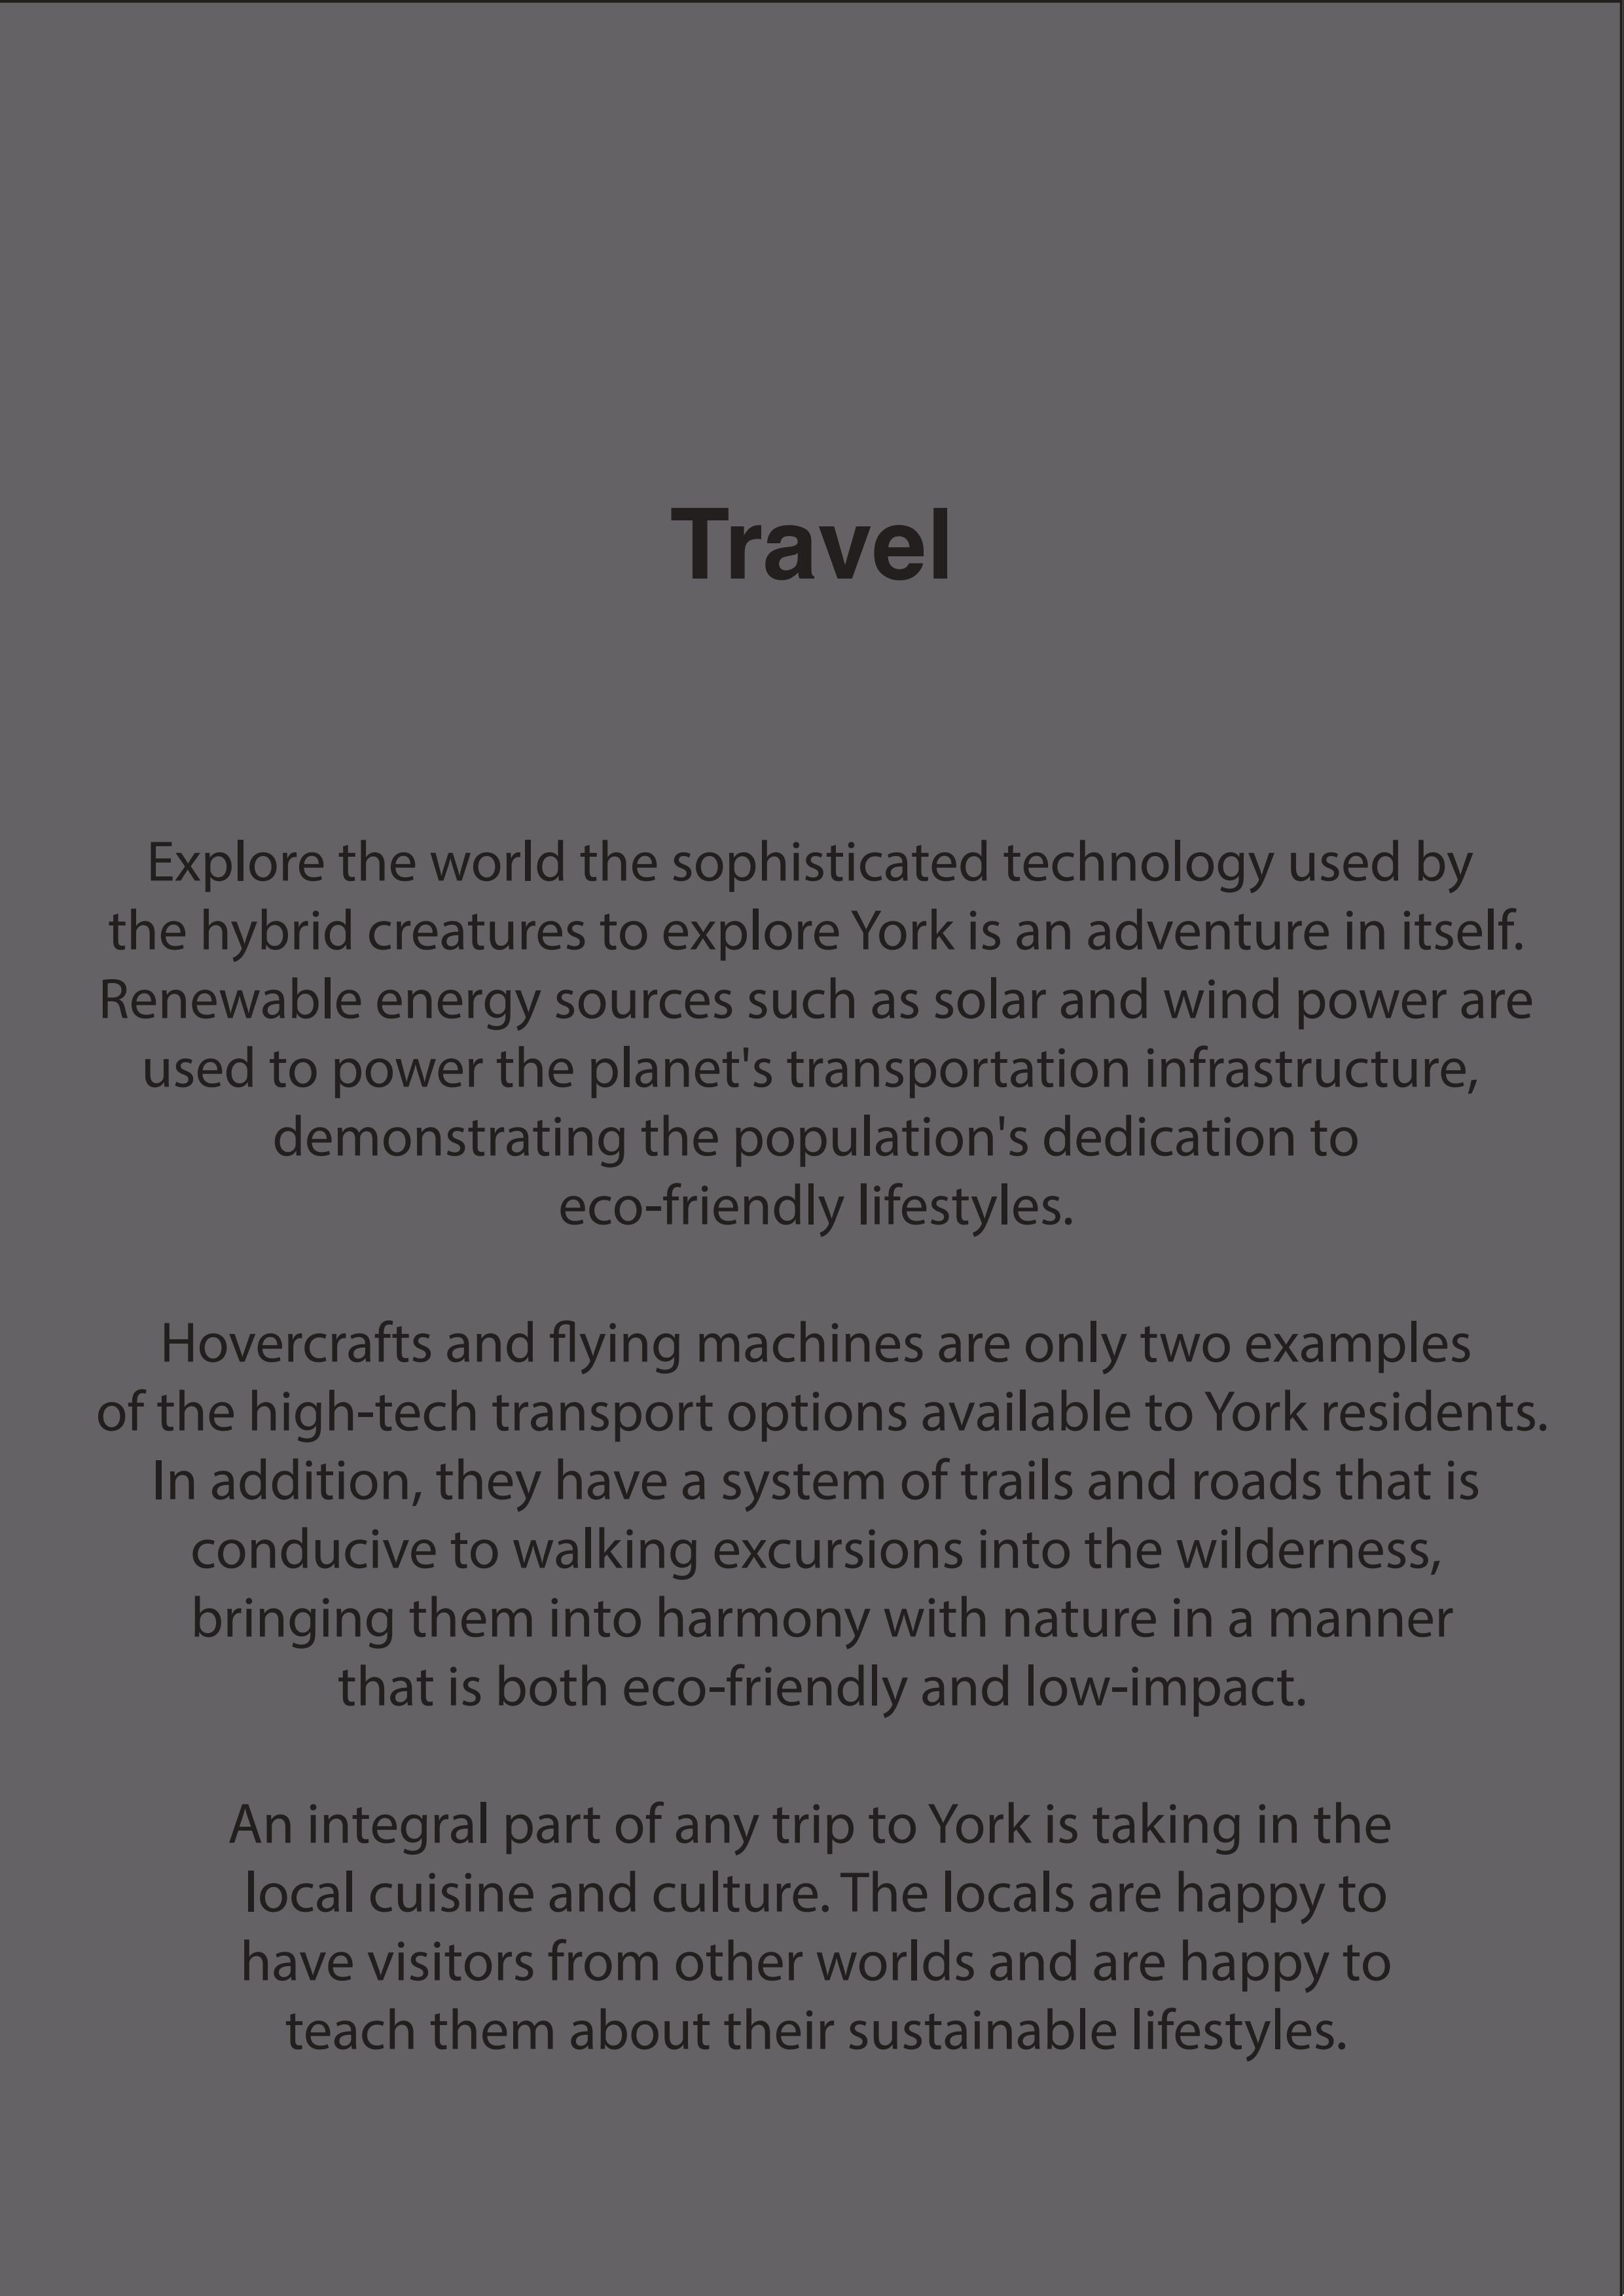 Travel
Explore the world the sophisticated technology used by
the hybrid creatures to explore York is an adventure in itself.
Renewable energy sources such as solar and wind power are
used to power the planet's transportation infrastructure,
demonstrating the population's dedication to
eco-friendly lifestyles.
Hovercrafts and flying machines are only two examples
of the high-tech transport options available to York residents.
In addition, they have a system of trails and roads that is
conducive to walking excursions into the wilderness,
bringing them into harmony with nature in a manner
that is both eco-friendly and low-impact.
An integral part of any trip to York is taking in the
local cuisine and culture. The locals are happy to
have visitors from other worlds and are happy to
teach them about their sustainable lifestyles.